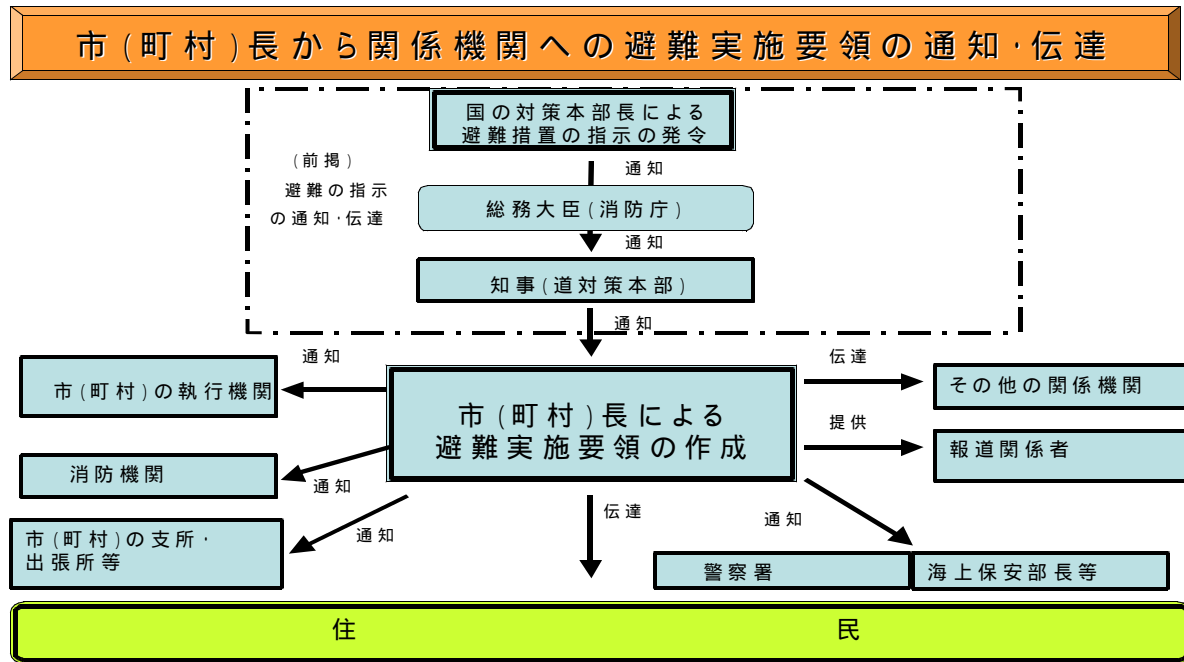 市(町村)長から関係機関への避難実施要領の通知・伝達
国の対策本部長による
避難措置の指示の発令
通知
(前掲)
避難の指示
の通知・伝達
総務大臣(消防庁)
通知
知事(道対策本部)
通知
通知
市(町村)の執行機関
市(町村)長による
避難実施要領の作成
伝達
その他の関係機関
提供
報道関係者
消防機関
通知
市(町村)の支所・
出張所等
通知
伝達
通知
警察署
海上保安部長等
住民